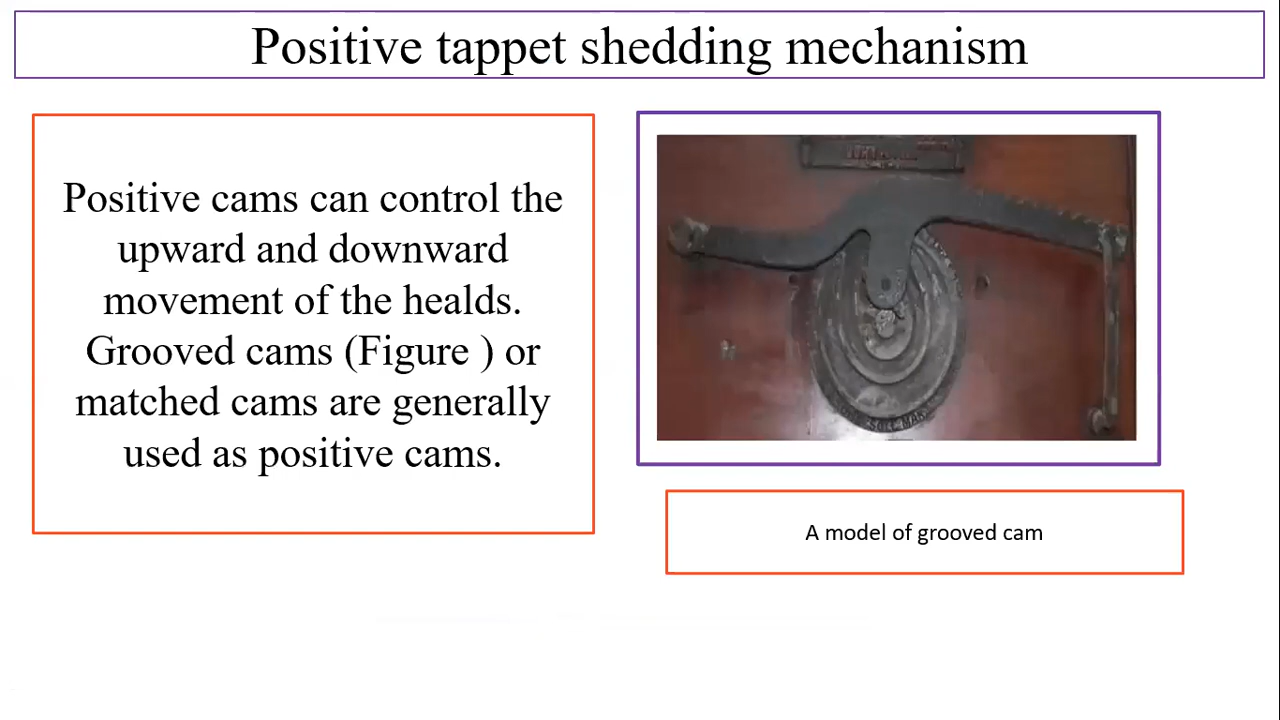 Positive tappet shedding mechanism
Positive cams can control the
upward and downward
movement of the healds.
Grooved cams (Figure ) or
matched cams are generally
used as positive cams.
A model of grooved cam